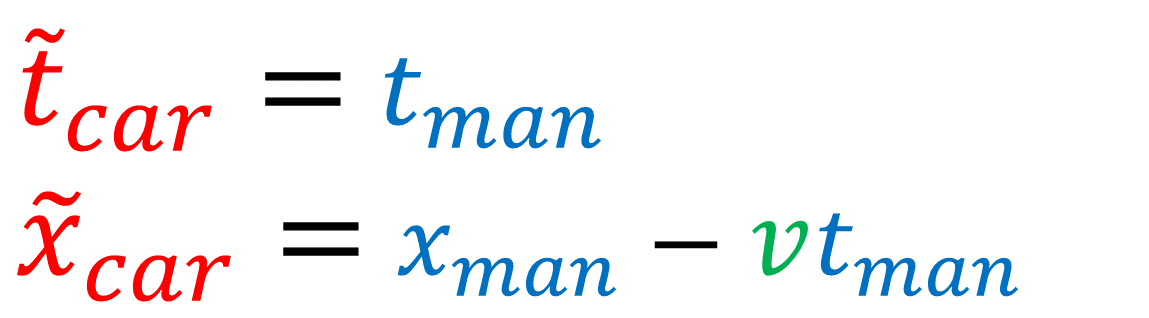 t̃_car = t_man
x̃_car = x_man − vt_man